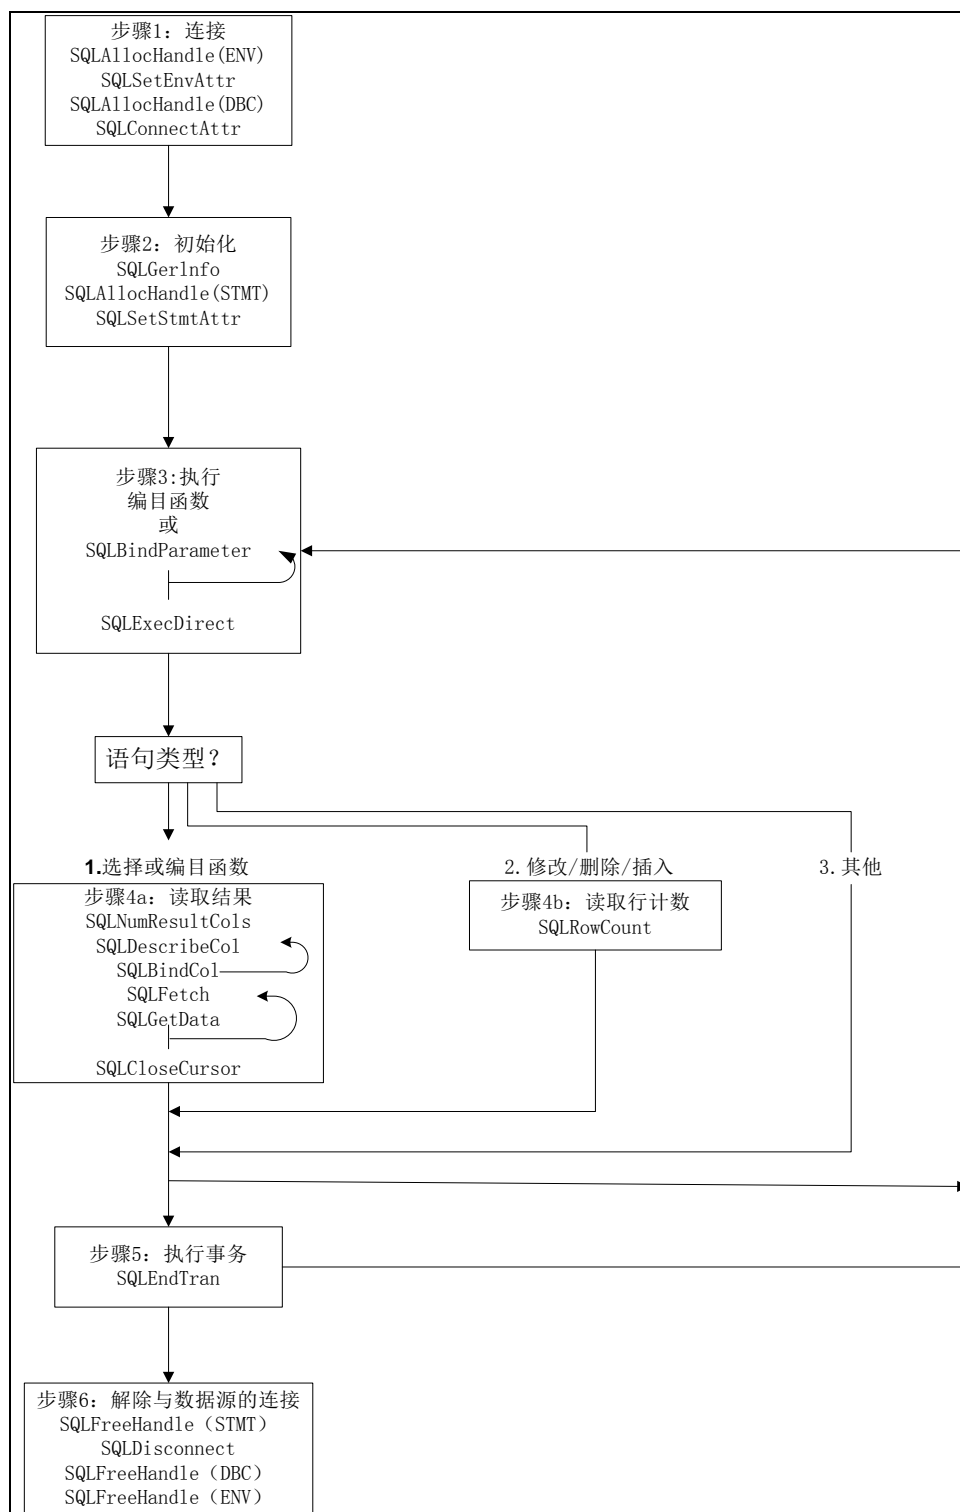 步骤1：连接
SQLAllocHandle(ENV)
SQLSetEnvAttr
SQLAllocHandle(DBC)
SQLConnectAttr
步骤2：初始化
SQLGerlnfo
SQLAllocHandle(STMT)
SQLSetStmtAttr
步骤3:执行
编目函数
或
SQLBindParameter
SQLExecDirect
语句类型？
1.选择或编目函数
2.修改/删除/插入
3.其他
步骤4a：读取结果
SQLNumResultCols
SQLDescribeCol
SQLBindCol
SQLFetch
SQLGetData
SQLCloseCursor
步骤4b：读取行计数
SQLRowCount
步骤5：执行事务
SQLEndTran
步骤6：解除与数据源的连接
SQLFreeHandle（STMT）
SQLDisconnect
SQLFreeHandle（DBC）
SQLFreeHandle（ENV）